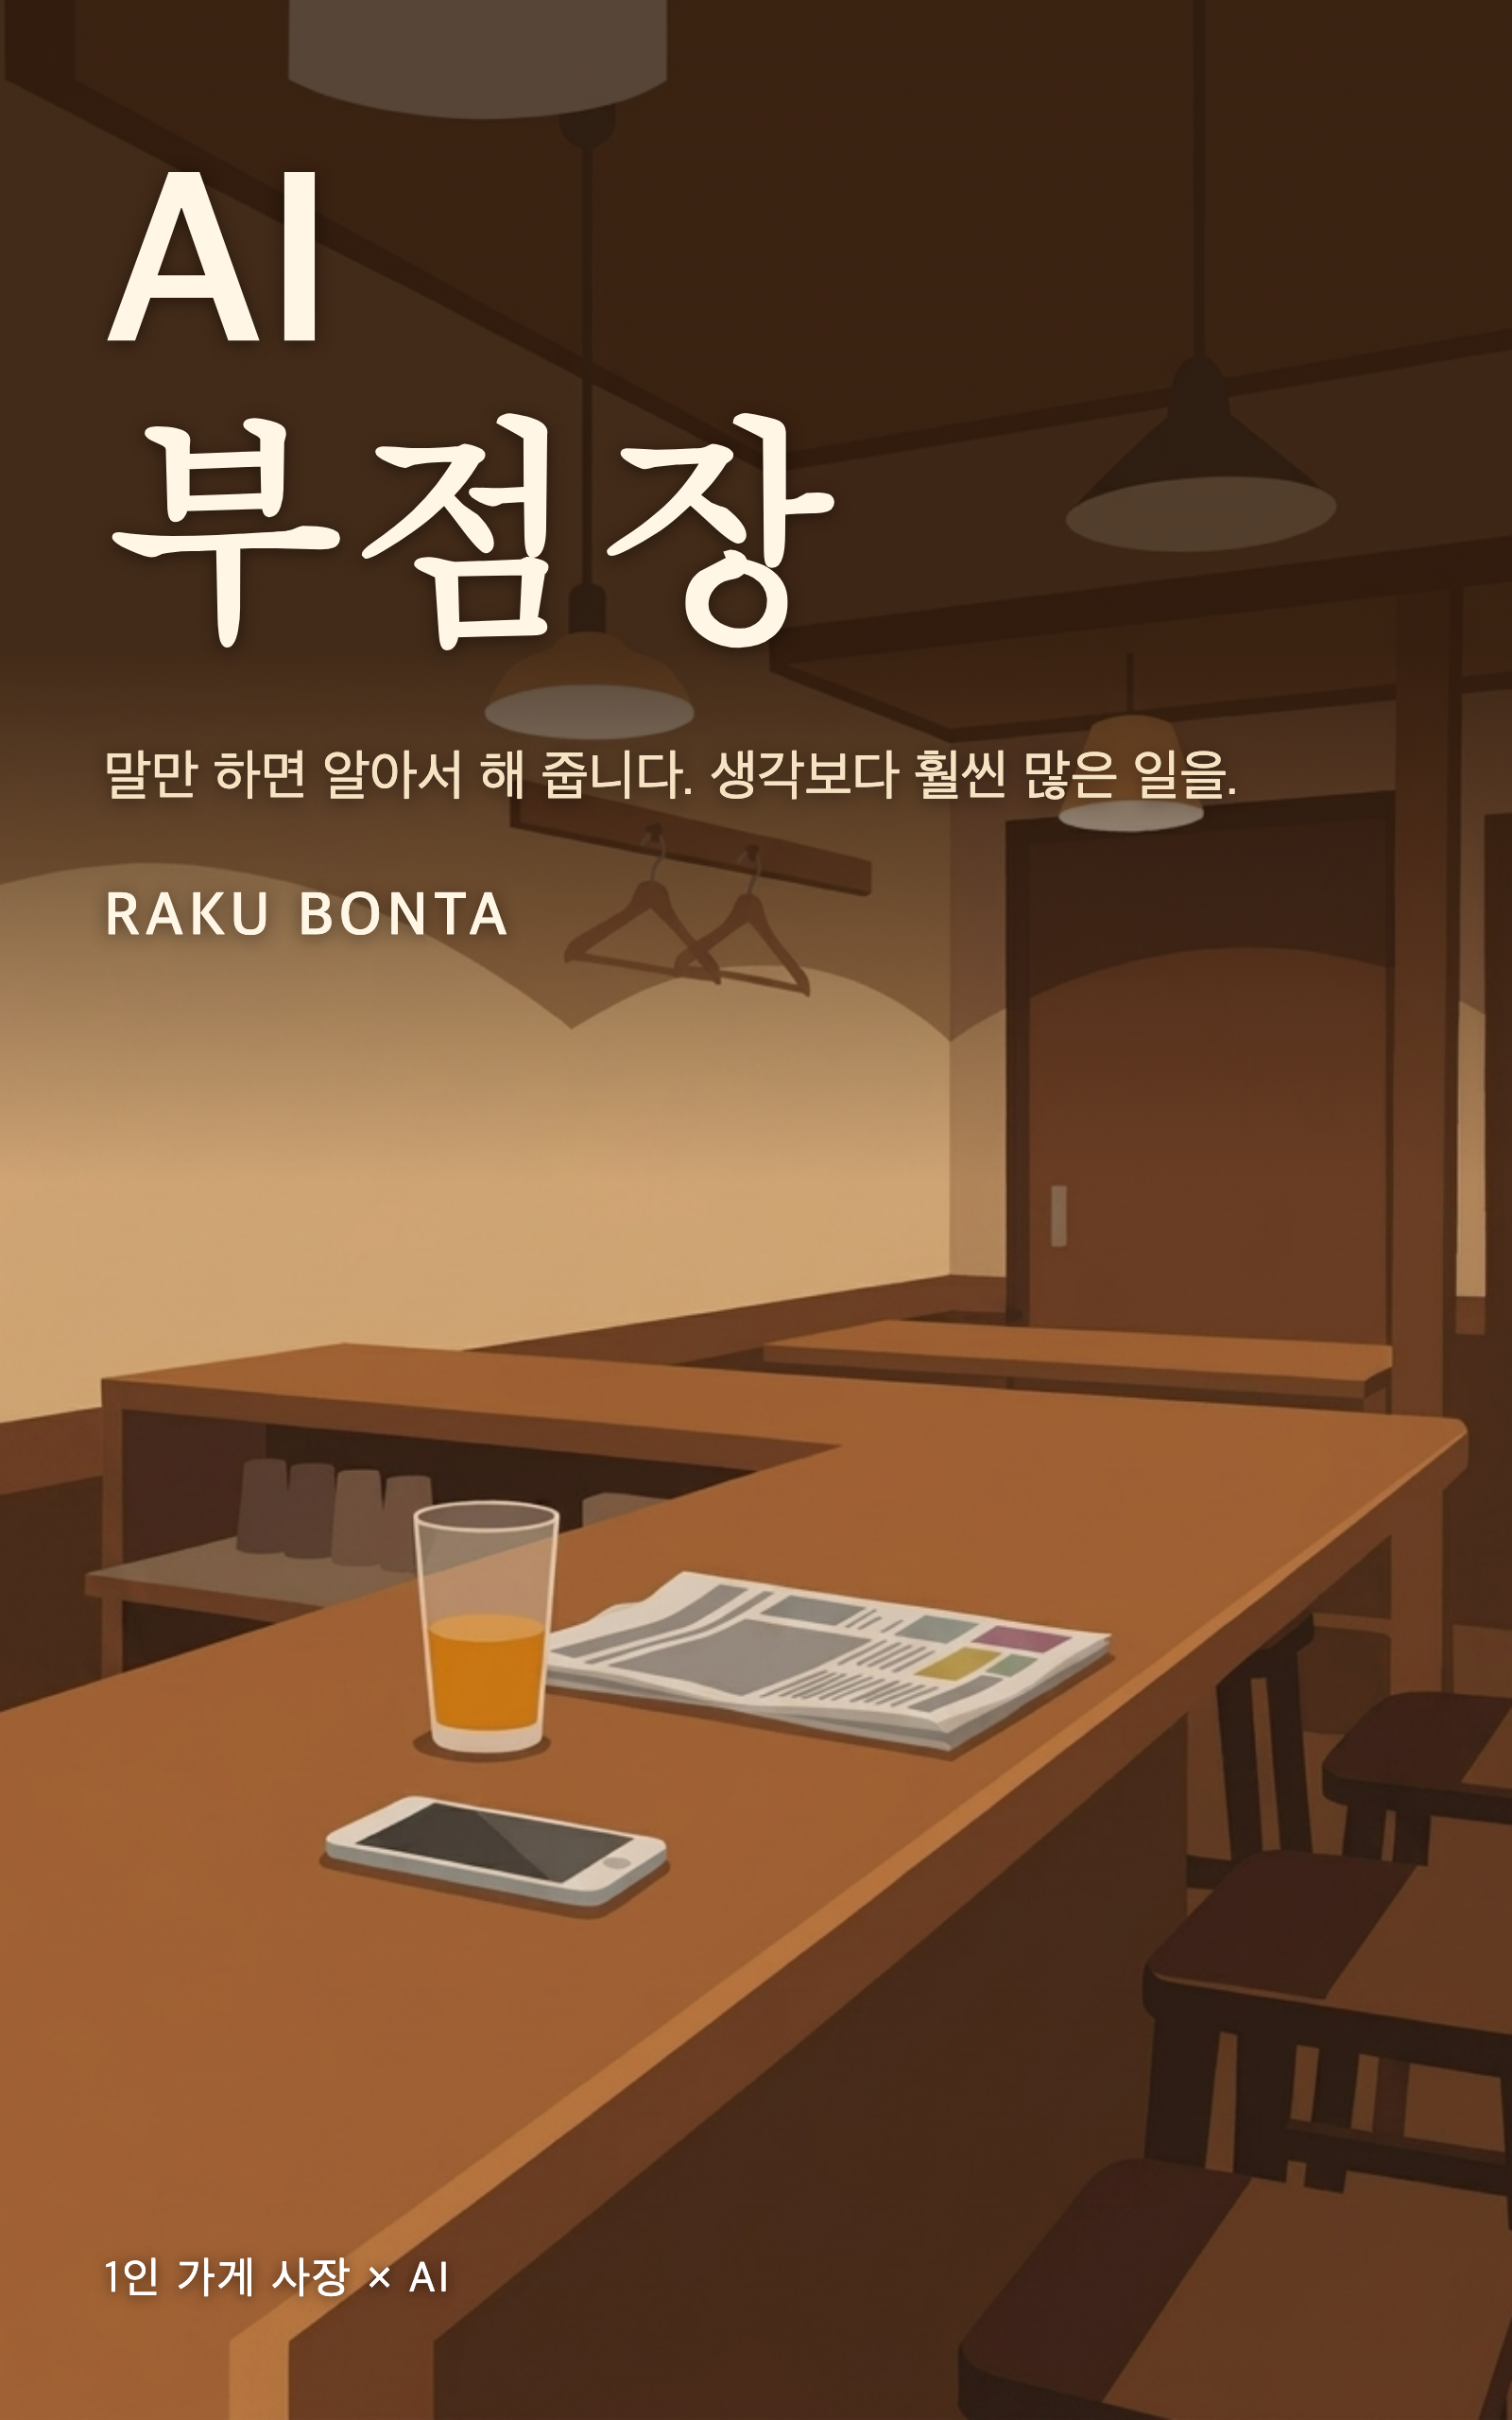 AI
부점장
말만 하면 알아서 해 줍니다. 생각보다 훨씬 많은 일을.
RAKU BONTA
1인 가게 사장 × AI